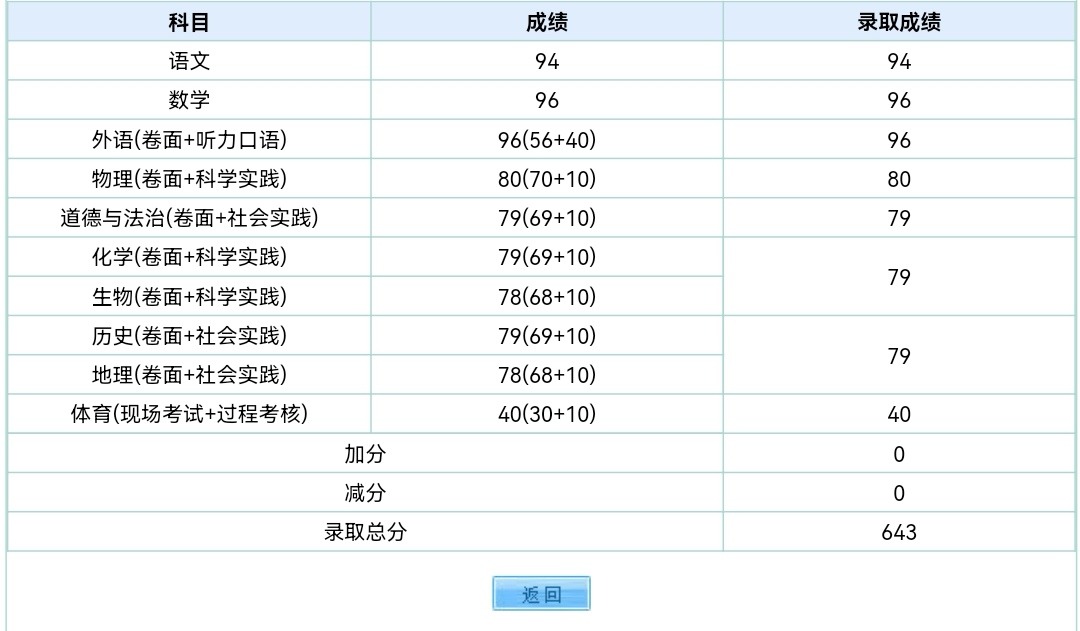 科目 成绩 录取成绩
语文 94 94
数学 96 96
外语(卷面+听力口语) 96(56+40) 96
物理(卷面+科学实践) 80(70+10) 80
道德与法治(卷面+社会实践) 79(69+10) 79
化学(卷面+科学实践) 79(69+10)
79
生物(卷面+科学实践) 78(68+10)
历史(卷面+社会实践) 79(69+10)
79
地理(卷面+社会实践) 78(68+10)
体育(现场考试+过程考核) 40(30+10) 40
加分 0
减分 0
录取总分 643
返回